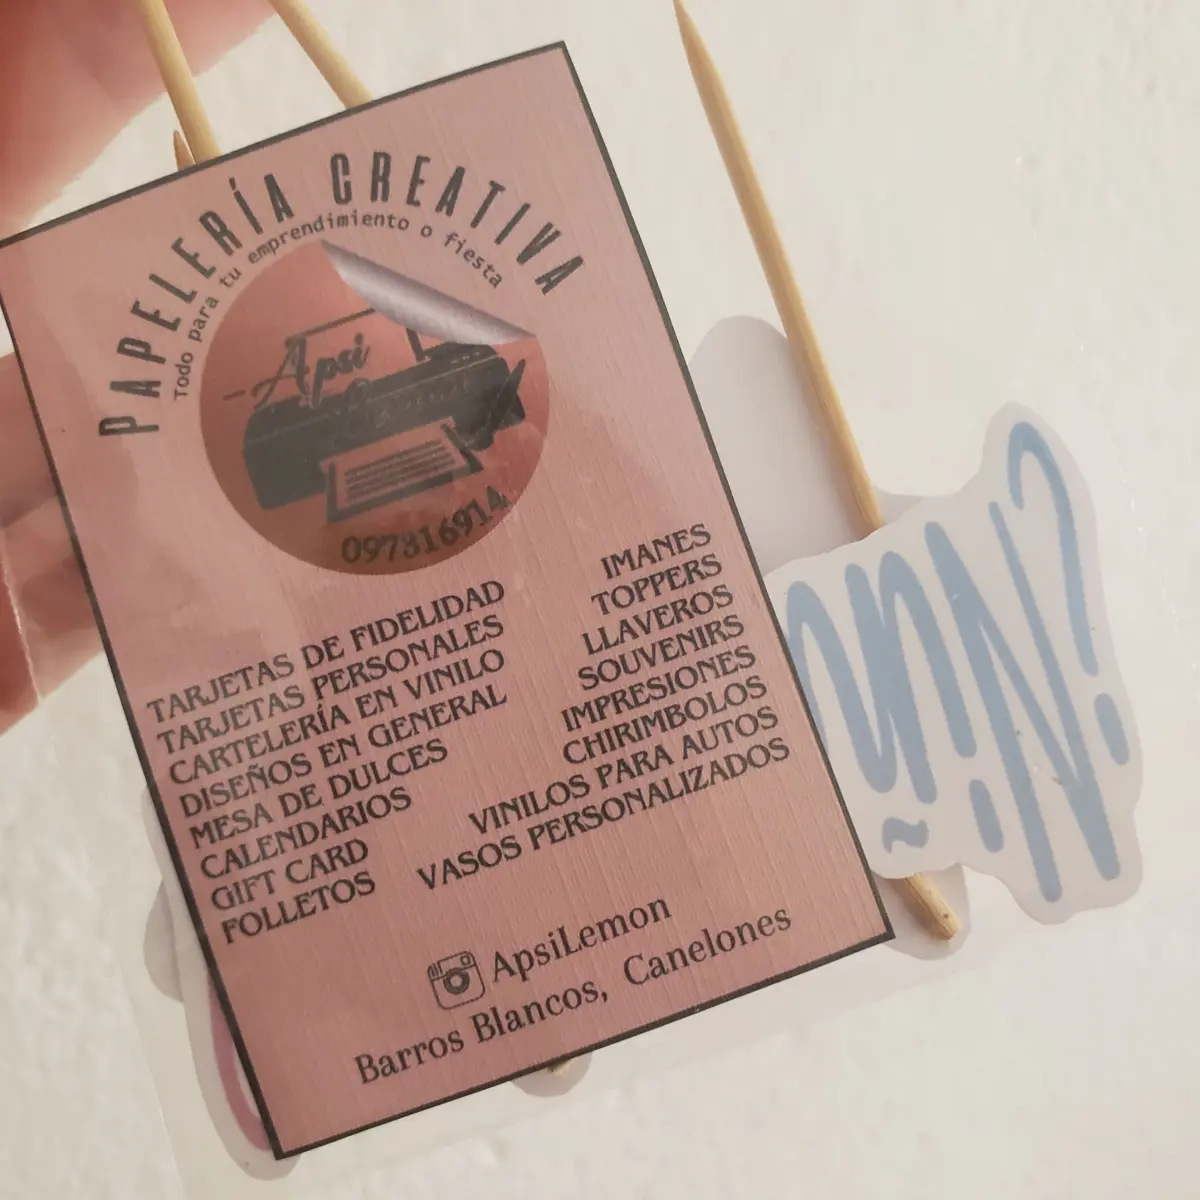 PAPELERÍA CREATIVA
Todo para tu emprendimiento o fiesta
Apsi
Lemon
097316914
TARJETAS DE FIDELIDAD
TARJETAS PERSONALES
CARTELERÍA EN VINILO
DISEÑOS EN GENERAL
MESA DE DULCES
CALENDARIOS
GIFT CARD
FOLLETOS
IMANES
TOPPERS
LLAVEROS
SOUVENIRS
IMPRESIONES
CHIRIMBOLOS
VINILOS PARA AUTOS
VASOS PERSONALIZADOS
ApsiLemon
Barros Blancos, Canelones